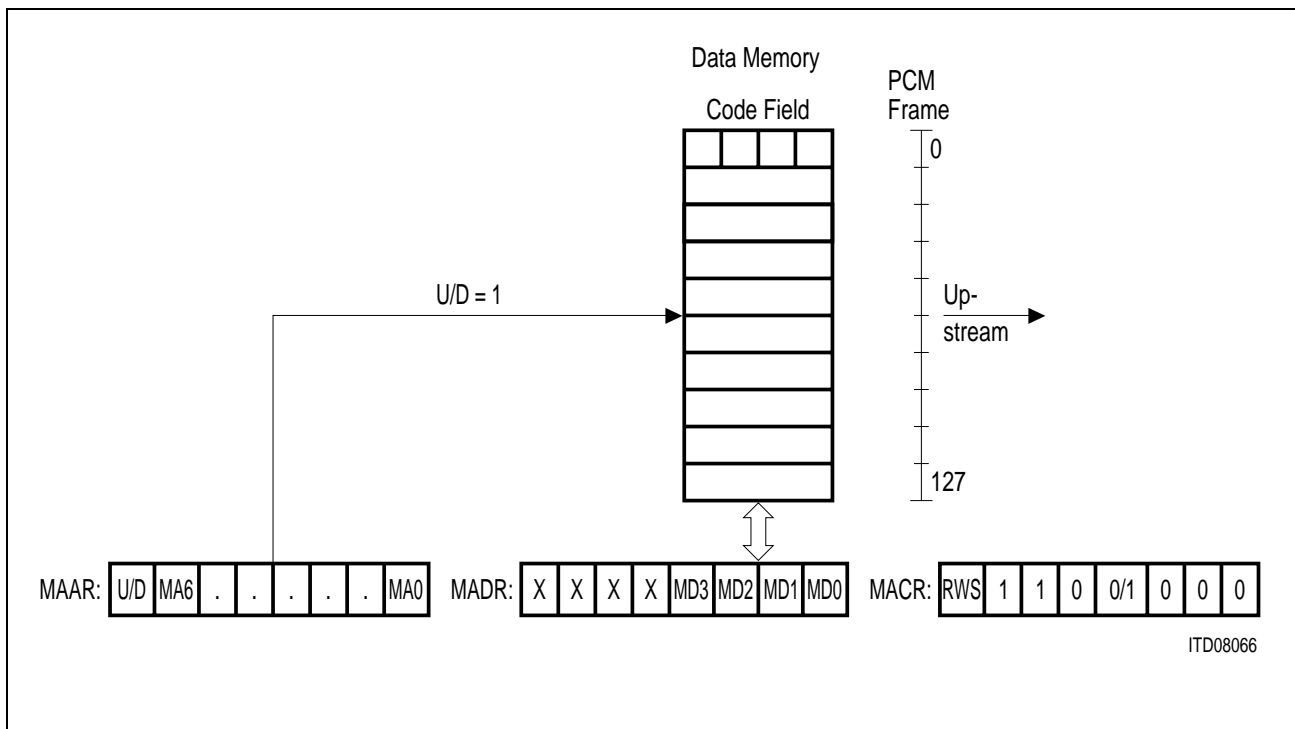 Data Memory
Code Field
PCM
Frame
0
U/D = 1
Up-
stream
127
MAAR: U/D MA6 . . . . . MA0 MADR: X X X X MD3 MD2 MD1 MD0 MACR: RWS 1 1 0 0/1 0 0 0
ITD08066